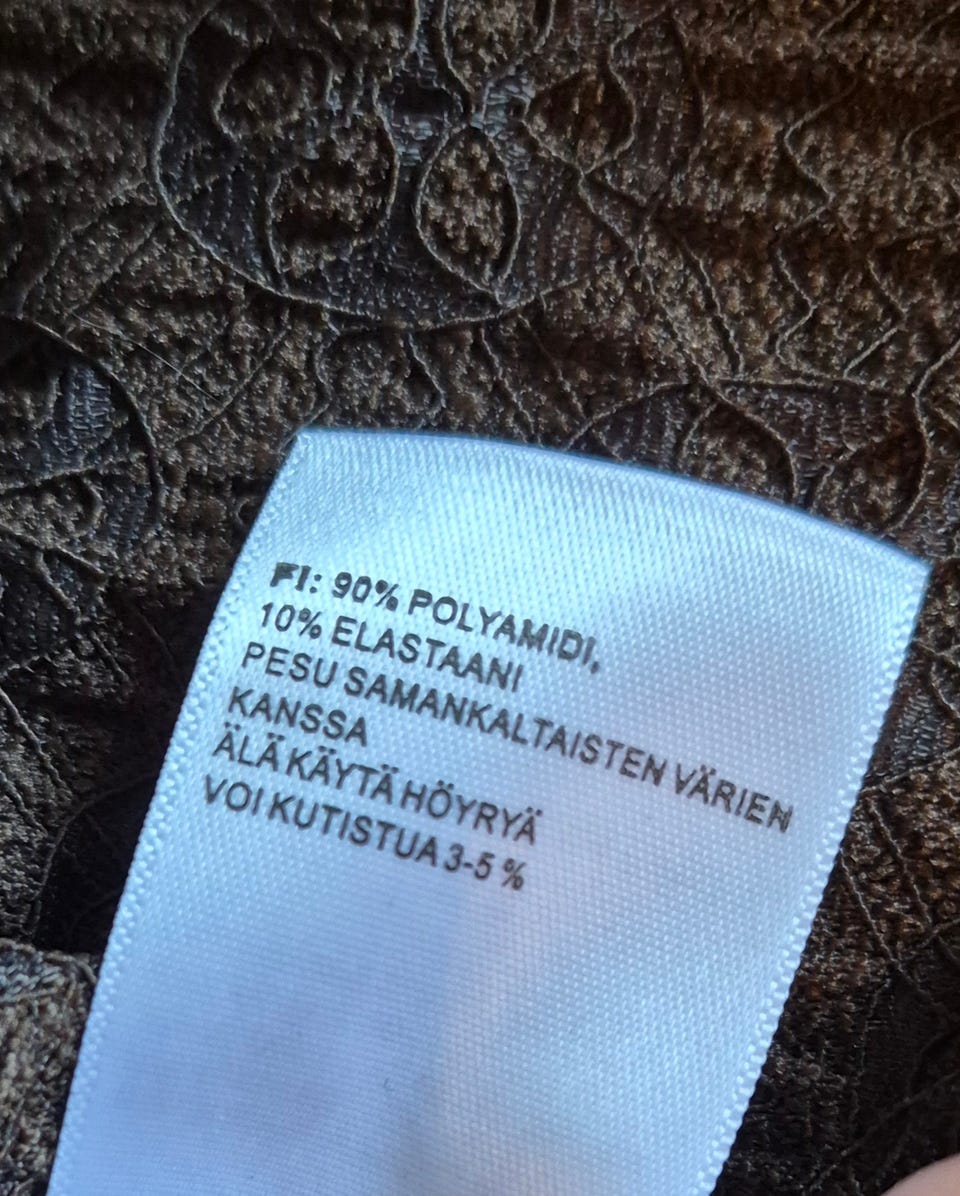 FI: 90% POLYAMIDI,
10% ELASTAANI
PESU SAMANKALTAISTEN VÄRIEN
KANSSA
ÄLÄ KÄYTÄ HÖYRYÄ
VOI KUTISTUA 3-5 %